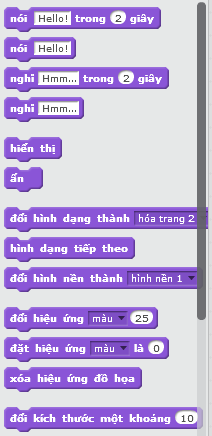 nói Hello! trong 2 giây
nói Hello!
nghĩ Hmm... trong 2 giây
nghĩ Hmm...
hiển thị
ẩn
đổi hình dạng thành hóa trang 2
hình dạng tiếp theo
đổi hình nền thành hình nền 1
đổi hiệu ứng màu 25
đặt hiệu ứng màu là 0
xóa hiệu ứng đồ họa
đổi kích thước một khoảng 10